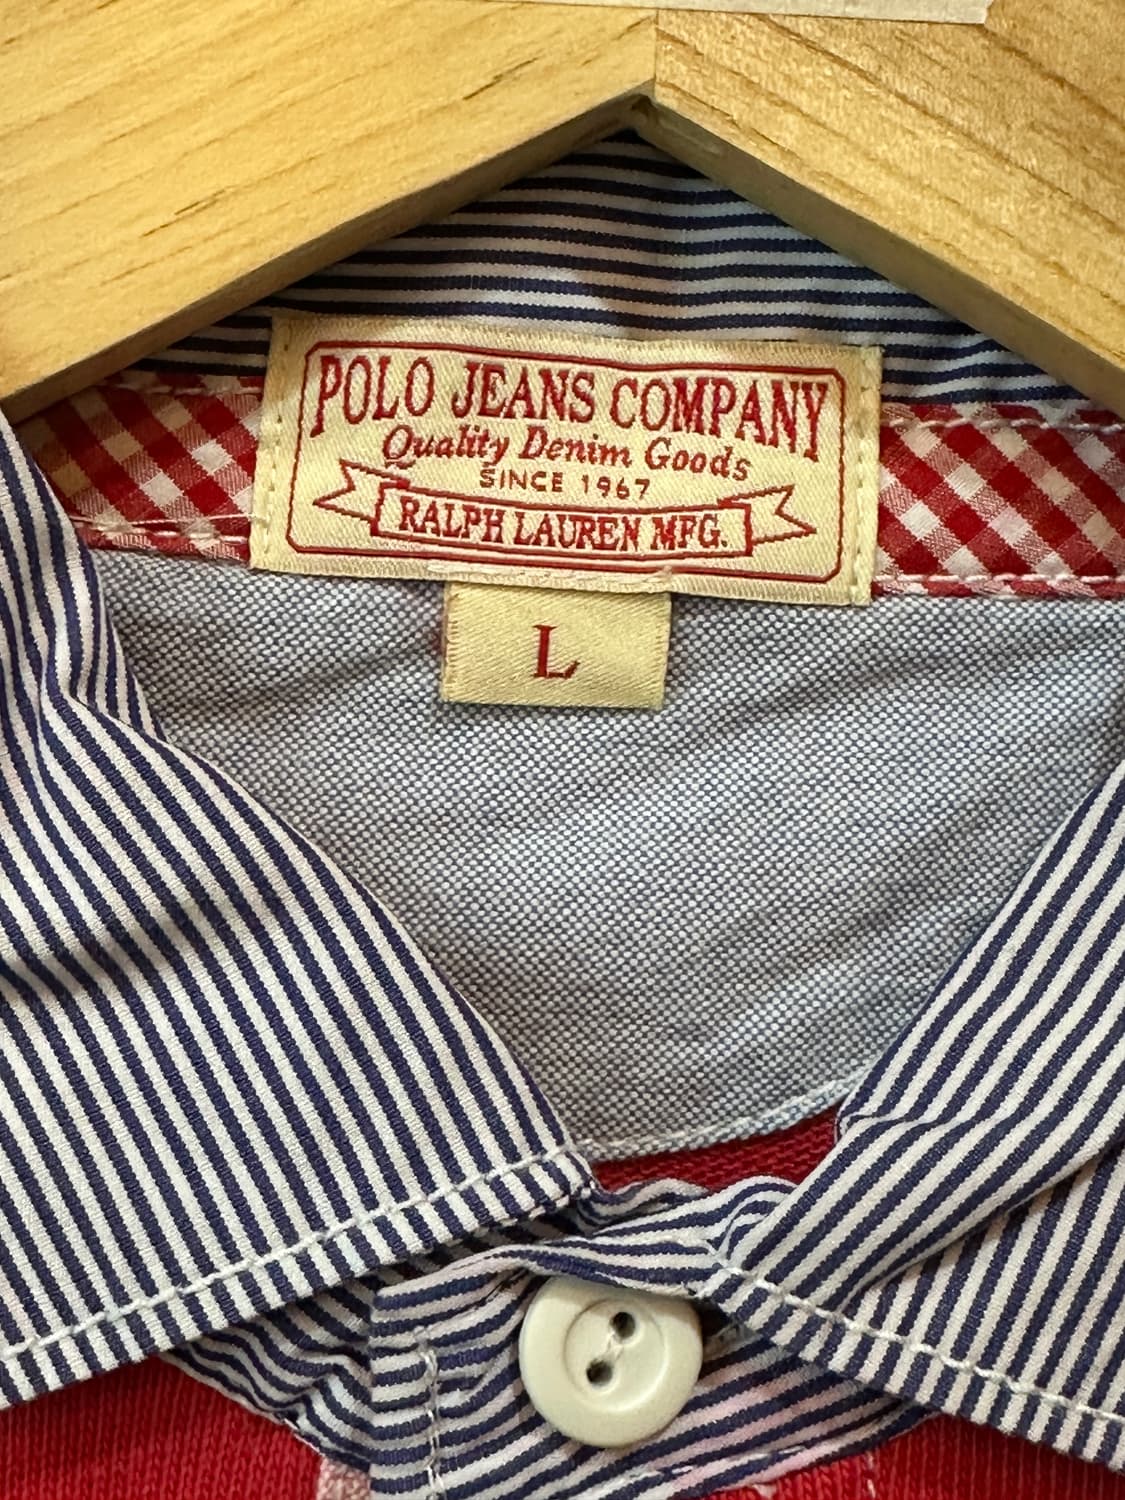 POLO JEANS COMPANY
Quality Denim Goods
SINCE 1967
RALPH LAUREN MFG.
L